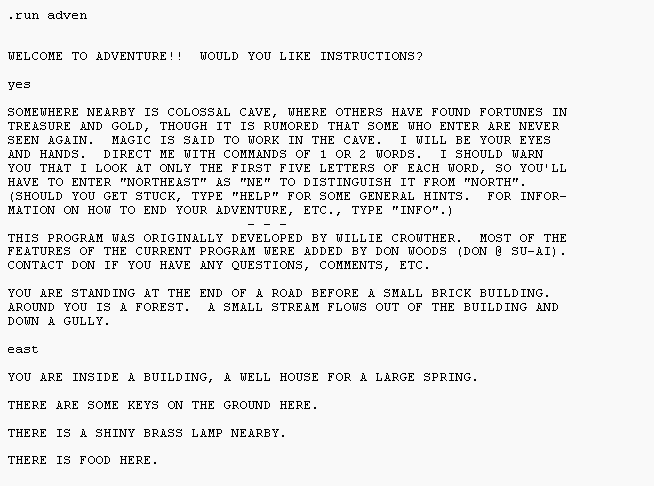 .run adven
WELCOME TO ADVENTURE!!  WOULD YOU LIKE INSTRUCTIONS?
yes
SOMEWHERE NEARBY IS COLOSSAL CAVE, WHERE OTHERS HAVE FOUND FORTUNES IN
TREASURE AND GOLD, THOUGH IT IS RUMORED THAT SOME WHO ENTER ARE NEVER
SEEN AGAIN.  MAGIC IS SAID TO WORK IN THE CAVE.  I WILL BE YOUR EYES
AND HANDS.  DIRECT ME WITH COMMANDS OF 1 OR 2 WORDS.  I SHOULD WARN
YOU THAT I LOOK AT ONLY THE FIRST FIVE LETTERS OF EACH WORD, SO YOU'LL
HAVE TO ENTER "NORTHEAST" AS "NE" TO DISTINGUISH IT FROM "NORTH".
(SHOULD YOU GET STUCK, TYPE "HELP" FOR SOME GENERAL HINTS.  FOR INFOR-
MATION ON HOW TO END YOUR ADVENTURE, ETC., TYPE "INFO".)
- - -
THIS PROGRAM WAS ORIGINALLY DEVELOPED BY WILLIE CROWTHER.  MOST OF THE
FEATURES OF THE CURRENT PROGRAM WERE ADDED BY DON WOODS (DON @ SU-AI).
CONTACT DON IF YOU HAVE ANY QUESTIONS, COMMENTS, ETC.
YOU ARE STANDING AT THE END OF A ROAD BEFORE A SMALL BRICK BUILDING.
AROUND YOU IS A FOREST.  A SMALL STREAM FLOWS OUT OF THE BUILDING AND
DOWN A GULLY.
east
YOU ARE INSIDE A BUILDING, A WELL HOUSE FOR A LARGE SPRING.
THERE ARE SOME KEYS ON THE GROUND HERE.
THERE IS A SHINY BRASS LAMP NEARBY.
THERE IS FOOD HERE.